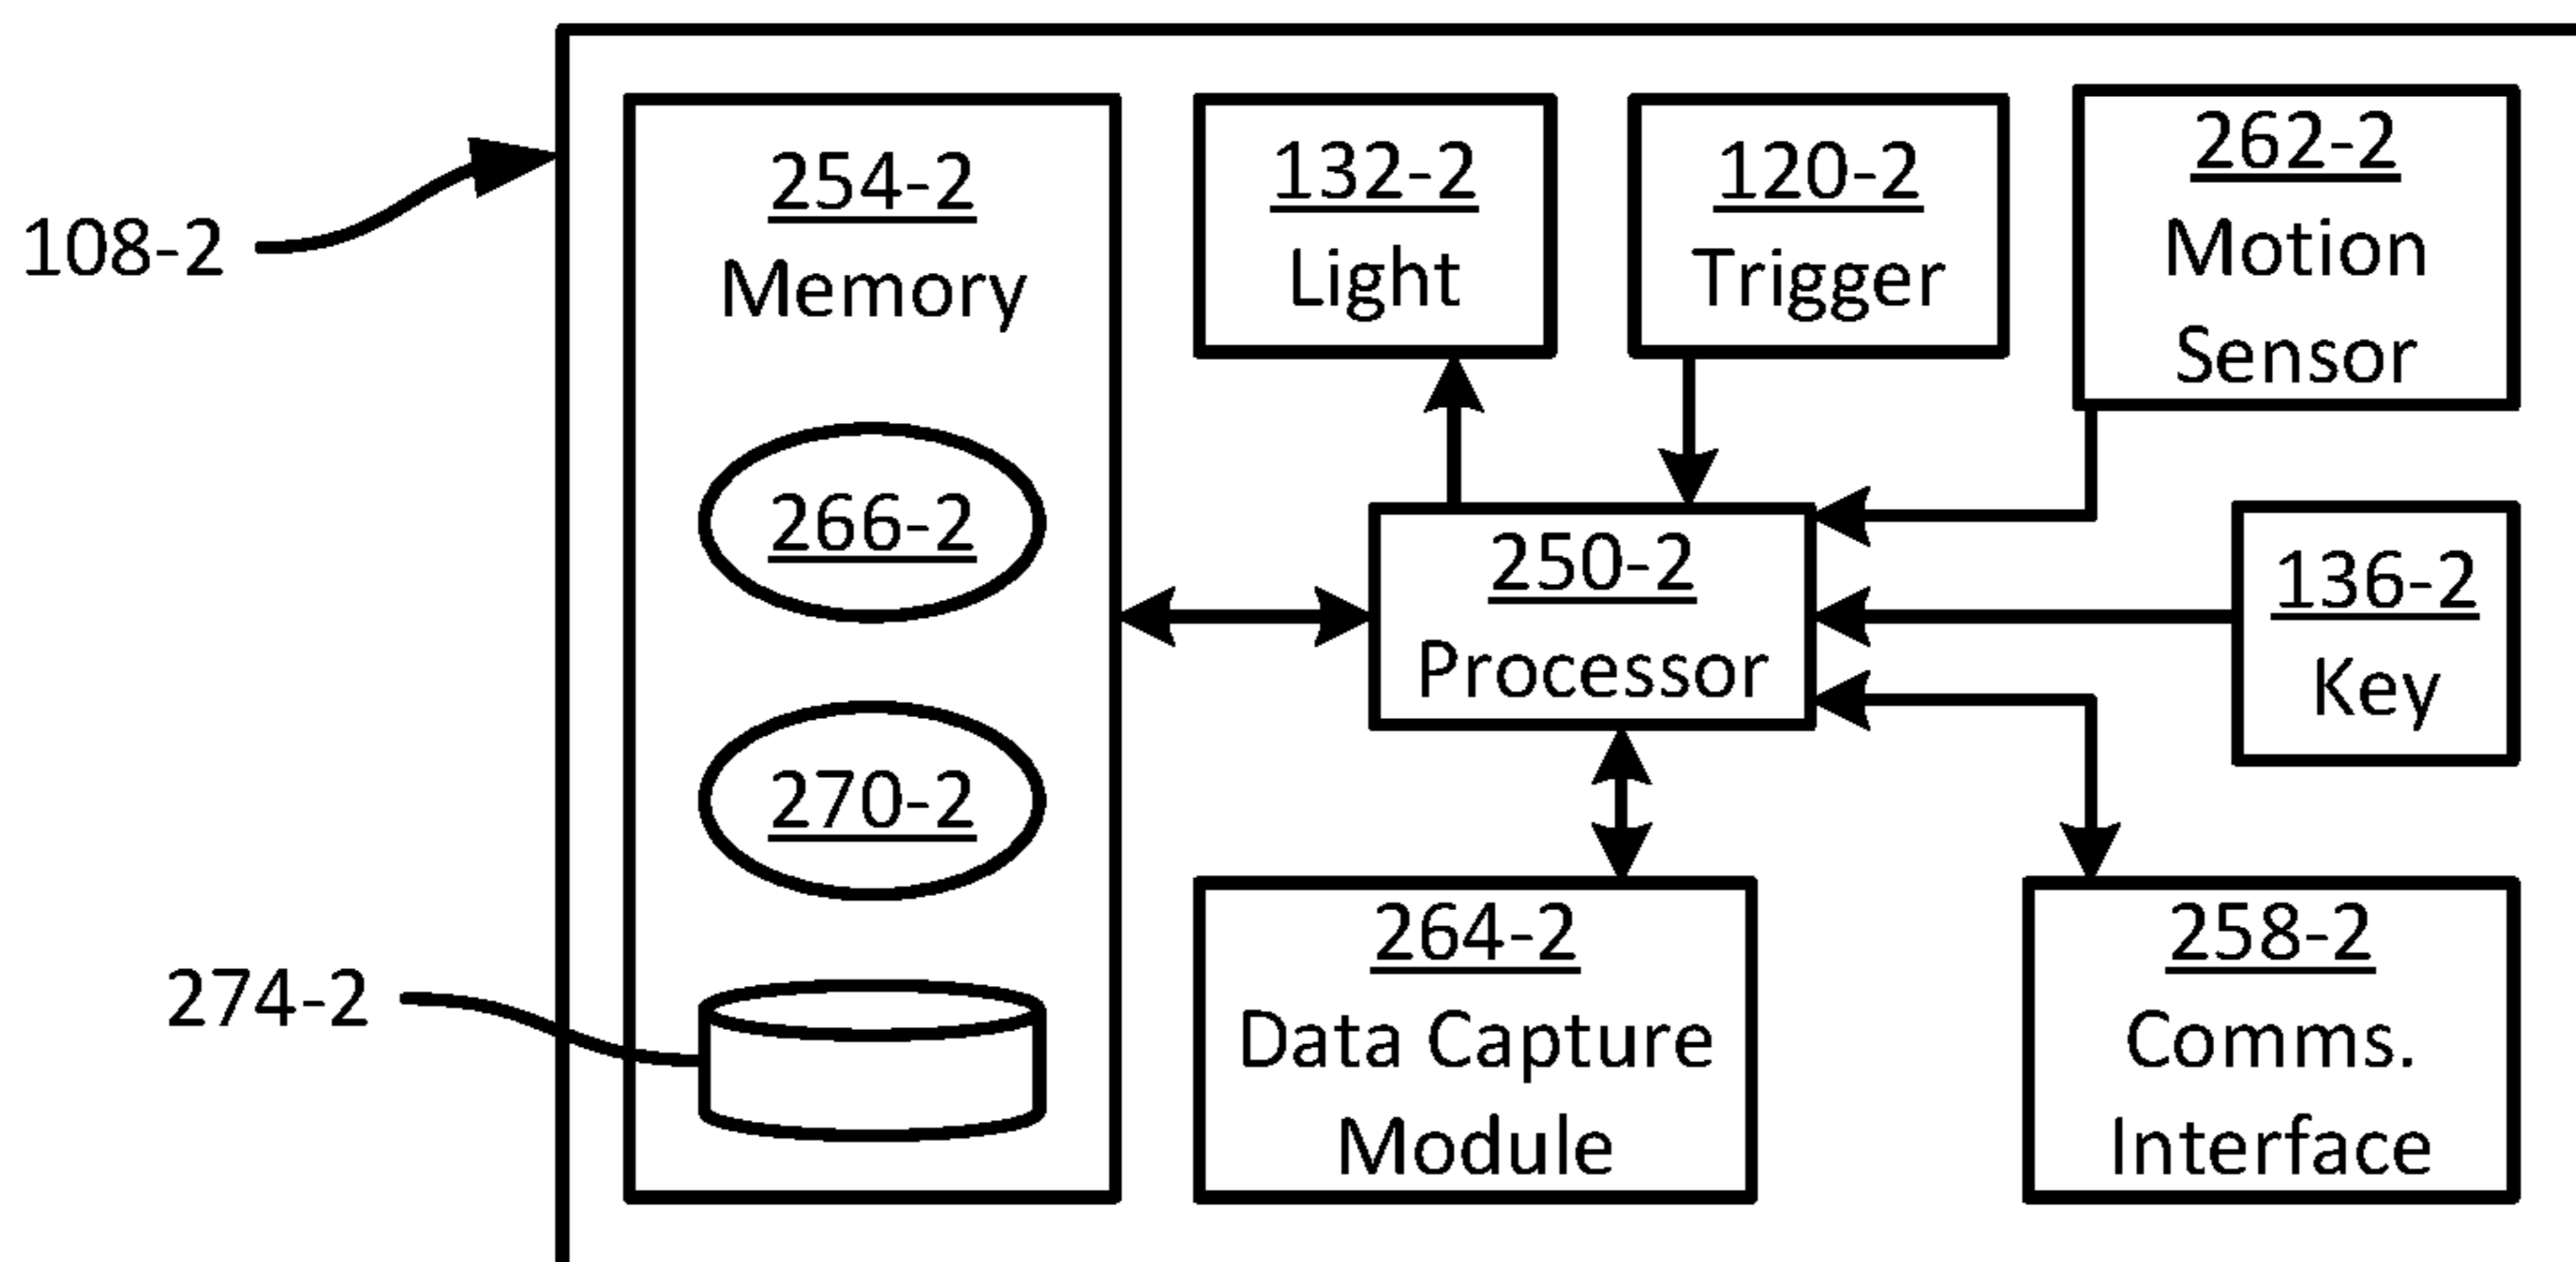 108-2
254-2
Memory
266-2
270-2
274-2
132-2
Light
120-2
Trigger
262-2
Motion
Sensor
250-2
Processor
136-2
Key
264-2
Data Capture
Module
258-2
Comms.
Interface